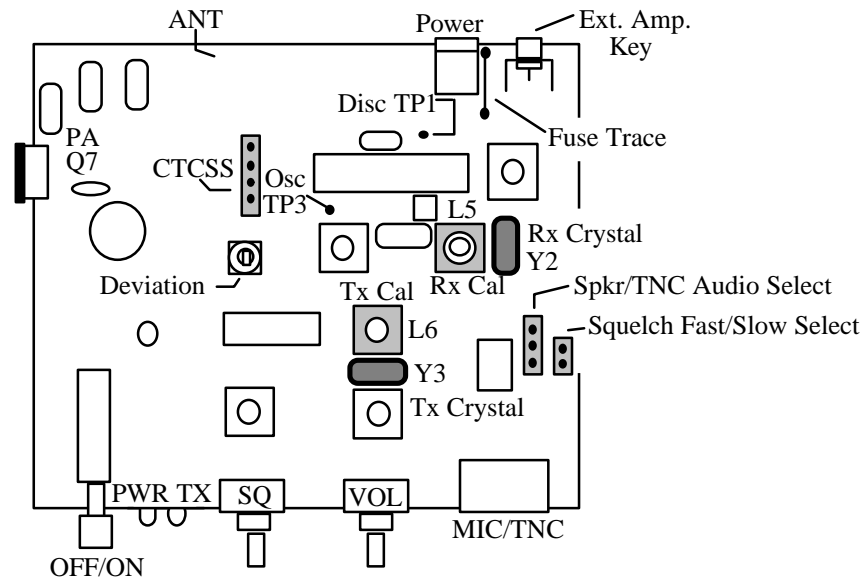 ANT
Power
Ext. Amp.
Key
Disc TP1
Fuse Trace
PA
Q7
CTCSS
Osc
TP3
L5
Rx Crystal
Y2
Deviation
Tx Cal
Rx Cal
Spkr/TNC Audio Select
L6
Squelch Fast/Slow Select
Y3
Tx Crystal
PWR TX
SQ
VOL
MIC/TNC
OFF/ON